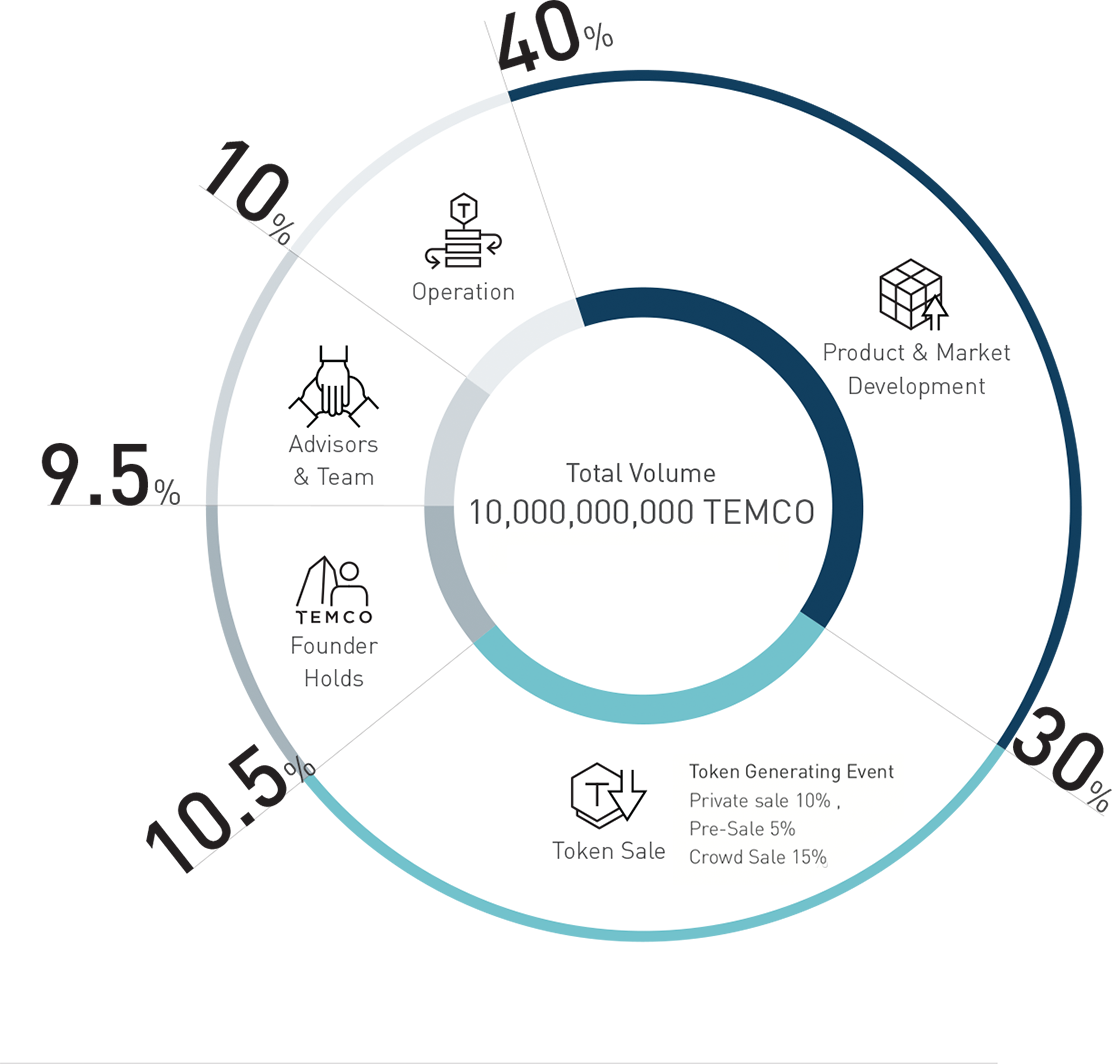 40%
10%
T
Operation
Product & Market
Development
Advisors
& Team
9.5%
Total Volume
10,000,000,000 TEMCO
TEMCO
Founder
Holds
30%
10.5%
T
Token Sale
Token Generating Event
Private sale 10% ,
Pre-Sale 5%
Crowd Sale 15%